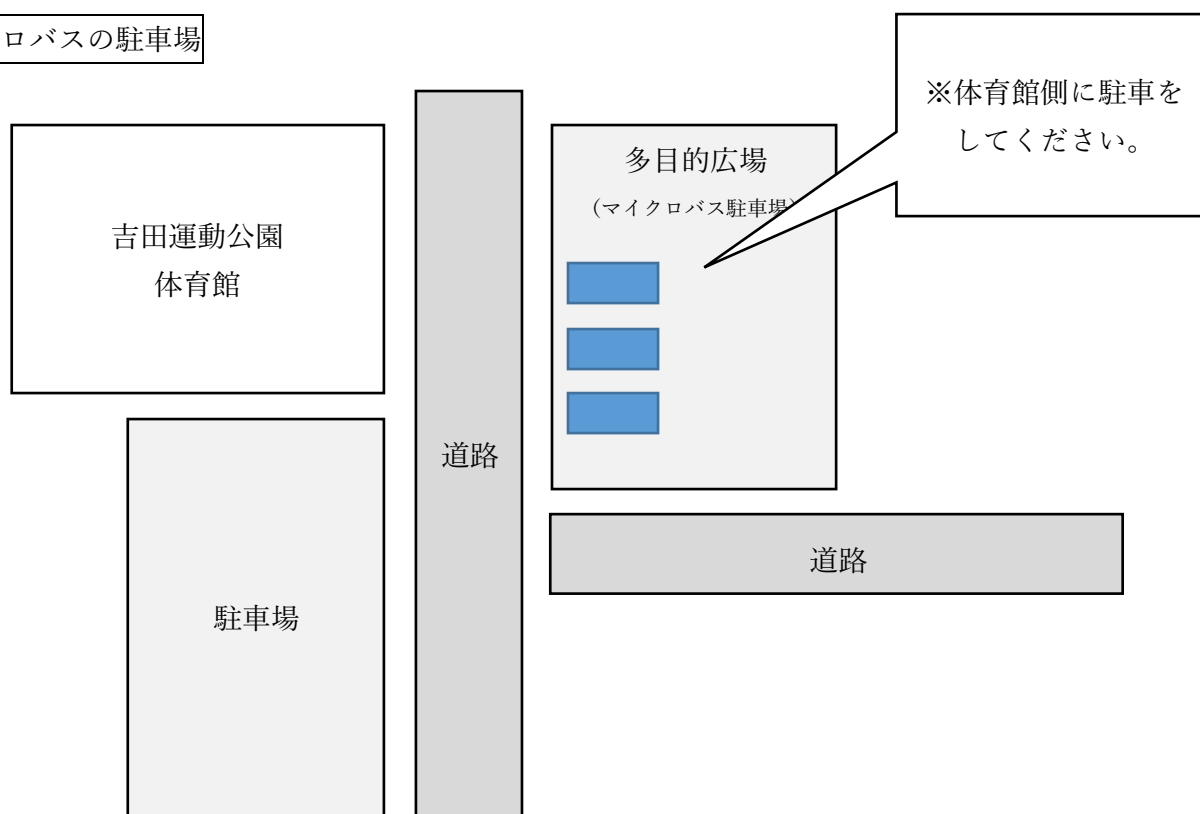 ロバスの駐車場
※体育館側に駐車を
してください。
多目的広場
（マイクロバス駐車場）
吉田運動公園
体育館
道路
道路
駐車場